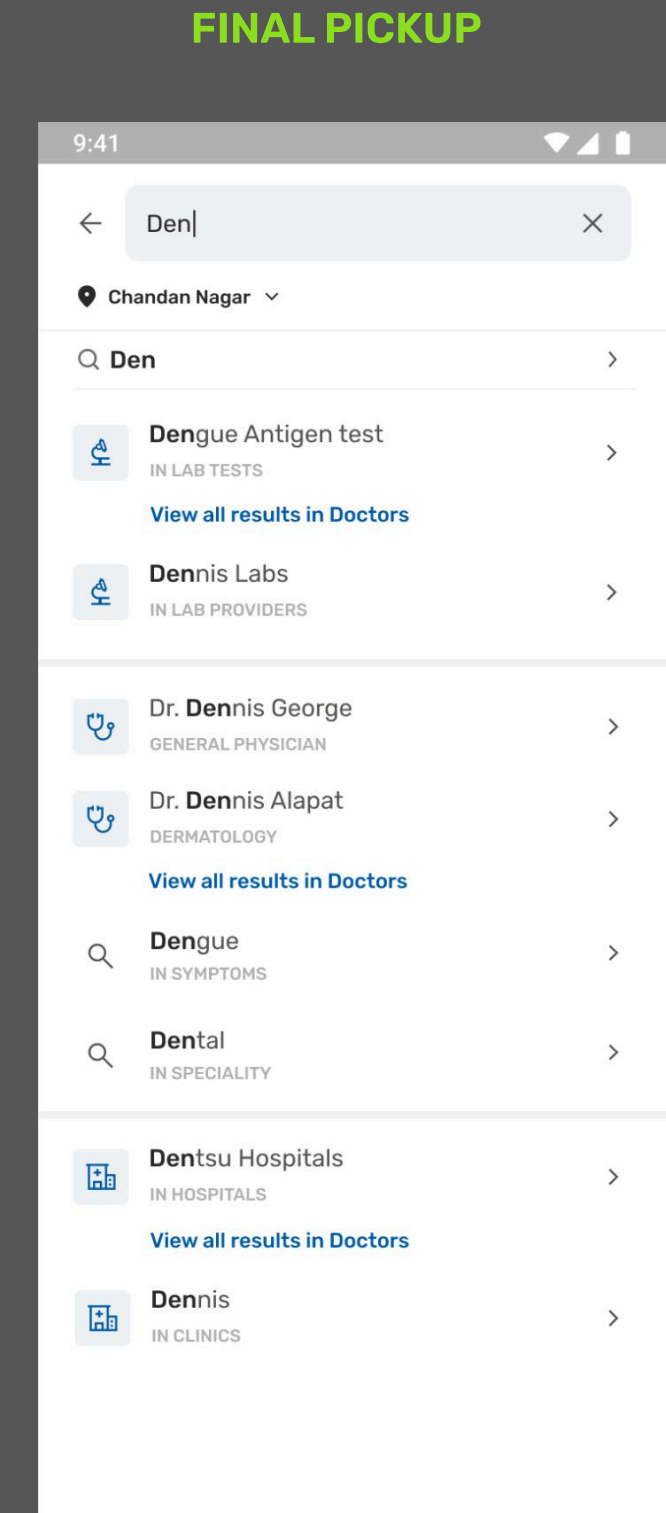 FINAL PICKUP
9:41
Den
Chandan Nagar
Den
Dengue Antigen test
IN LAB TESTS
View all results in Doctors
Dennis Labs
IN LAB PROVIDERS
Dr. Dennis George
GENERAL PHYSICIAN
Dr. Dennis Alapat
DERMATOLOGY
View all results in Doctors
Dengue
IN SYMPTOMS
Dental
IN SPECIALITY
Dentsu Hospitals
IN HOSPITALS
View all results in Doctors
Dennis
IN CLINICS